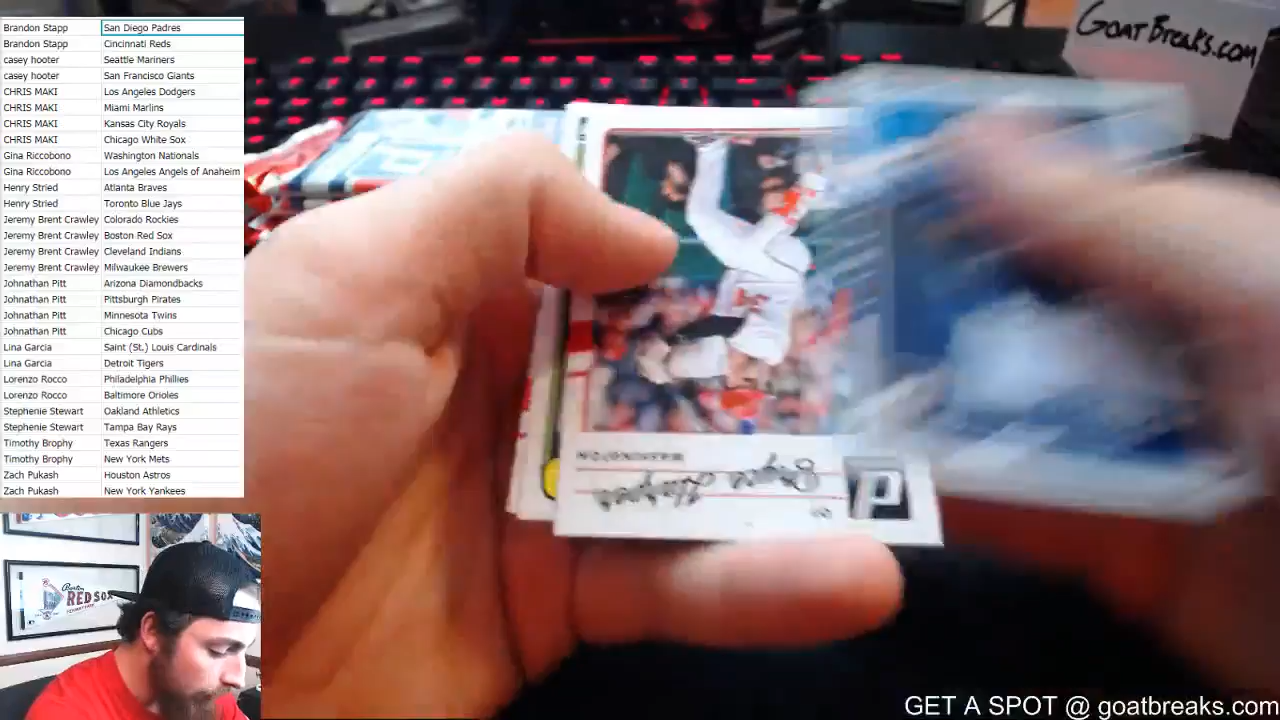 Brandon Stapp San Diego Padres
Brandon Stapp Cincinnati Reds
casey hooter Seattle Mariners
casey hooter San Francisco Giants
CHRIS MAKI Los Angeles Dodgers
CHRIS MAKI Miami Marlins
CHRIS MAKI Kansas City Royals
CHRIS MAKI Chicago White Sox
Gina Riccobono Washington Nationals
Gina Riccobono Los Angeles Angels of Anaheim
Henry Stried Atlanta Braves
Henry Stried Toronto Blue Jays
Jeremy Brent Crawley Colorado Rockies
Jeremy Brent Crawley Boston Red Sox
Jeremy Brent Crawley Cleveland Indians
Jeremy Brent Crawley Milwaukee Brewers
Johnathan Pitt Arizona Diamondbacks
Johnathan Pitt Pittsburgh Pirates
Johnathan Pitt Minnesota Twins
Johnathan Pitt Chicago Cubs
Lina Garcia Saint (St.) Louis Cardinals
Lina Garcia Detroit Tigers
Lorenzo Rocco Philadelphia Phillies
Lorenzo Rocco Baltimore Orioles
Stephenie Stewart Oakland Athletics
Stephenie Stewart Tampa Bay Rays
Timothy Brophy Texas Rangers
Timothy Brophy New York Mets
Zach Pukash Houston Astros
Zach Pukash New York Yankees
GOATBREAKS.COM
WASHINGTON
P
Boston
RED SOX
GET A SPOT @ goatbreaks.com